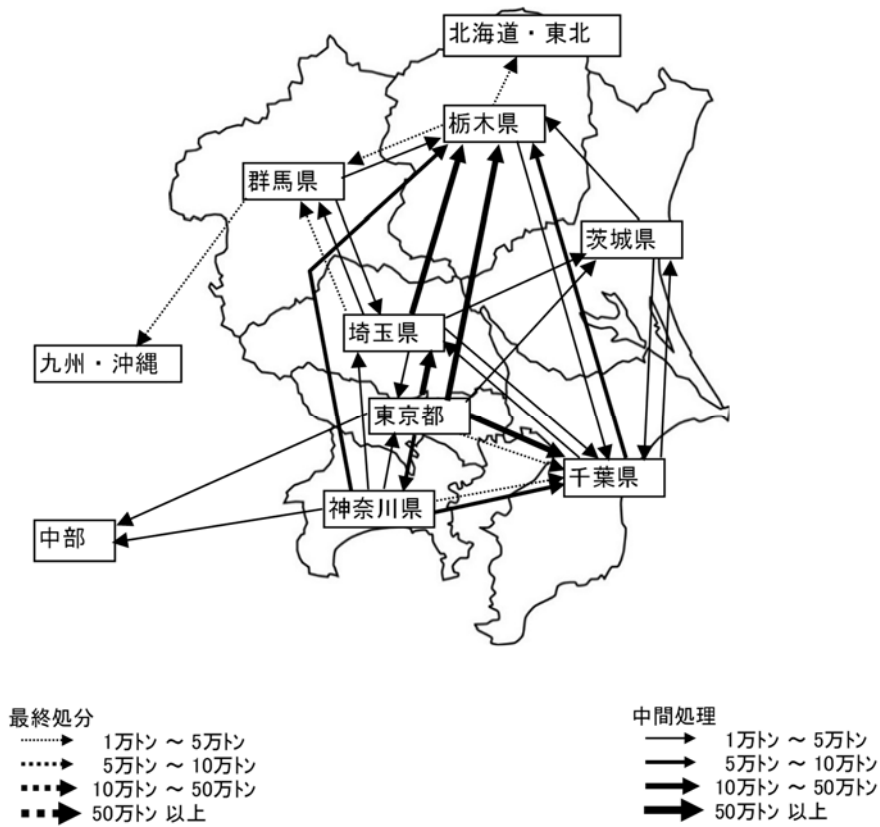 北海道・東北
栃木県
群馬県
茨城県
埼玉県
九州・沖縄
東京都
千葉県
神奈川県
中部
最終処分
1万トン ～ 5万トン
5万トン ～ 10万トン
10万トン ～ 50万トン
50万トン 以上
中間処理
1万トン ～ 5万トン
5万トン ～ 10万トン
10万トン ～ 50万トン
50万トン 以上